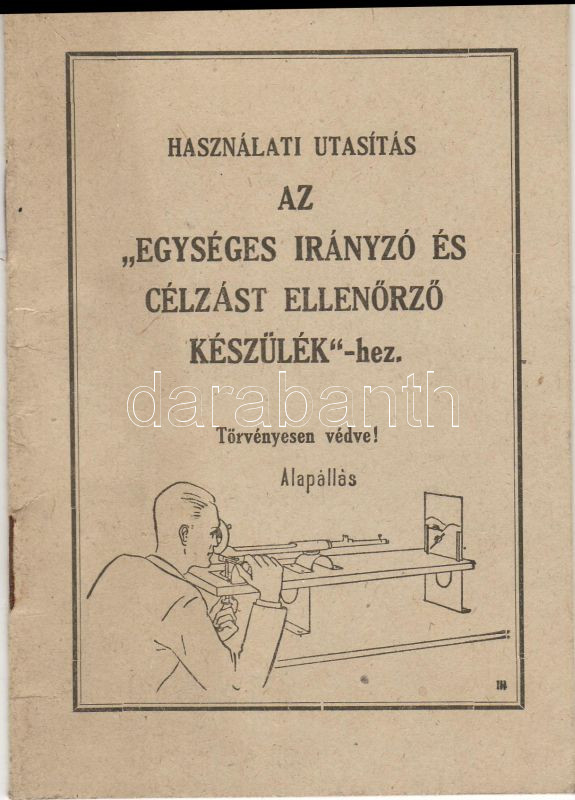 HASZNÁLATI UTASÍTÁS
AZ
„EGYSÉGES IRÁNYZÓ ÉS
CÉLZÁST ELLENŐRZŐ
KÉSZÜLÉK“-hez.
darabanth
Törvényesen védve!
Alapállás